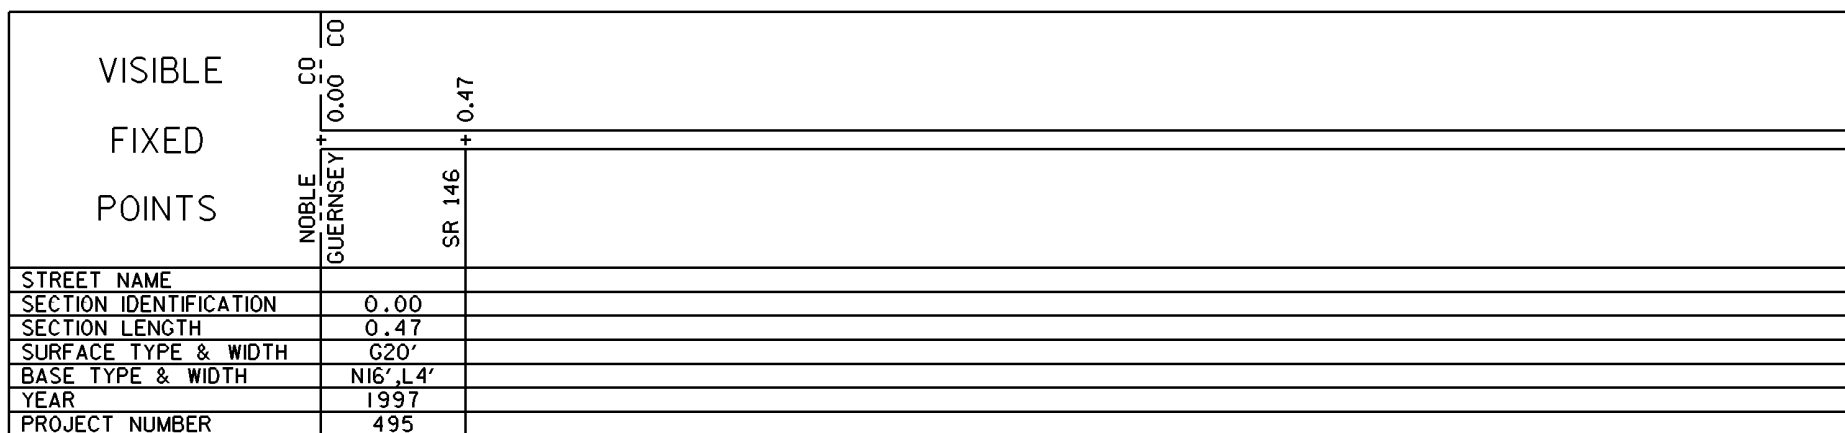 VISIBLE
FIXED
POINTS
NOBLE CO
GUERNSEY CO
0.00
0.47
SR 146
STREET NAME
SECTION IDENTIFICATION 0.00
SECTION LENGTH 0.47
SURFACE TYPE & WIDTH G20'
BASE TYPE & WIDTH N16',L4'
YEAR 1997
PROJECT NUMBER 495